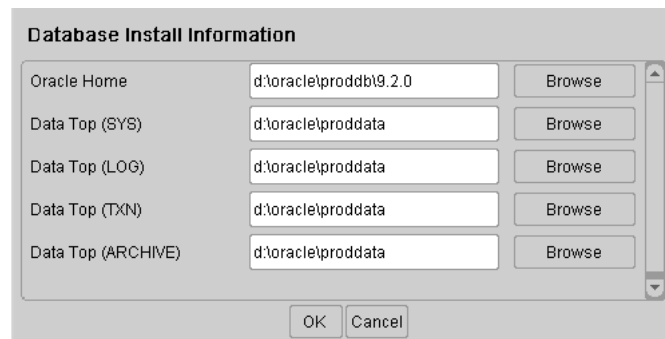 Database Install Information
Oracle Home d:\oracle\proddb\9.2.0 Browse
Data Top (SYS) d:\oracle\proddata Browse
Data Top (LOG) d:\oracle\proddata Browse
Data Top (TXN) d:\oracle\proddata Browse
Data Top (ARCHIVE) d:\oracle\proddata Browse
OK Cancel